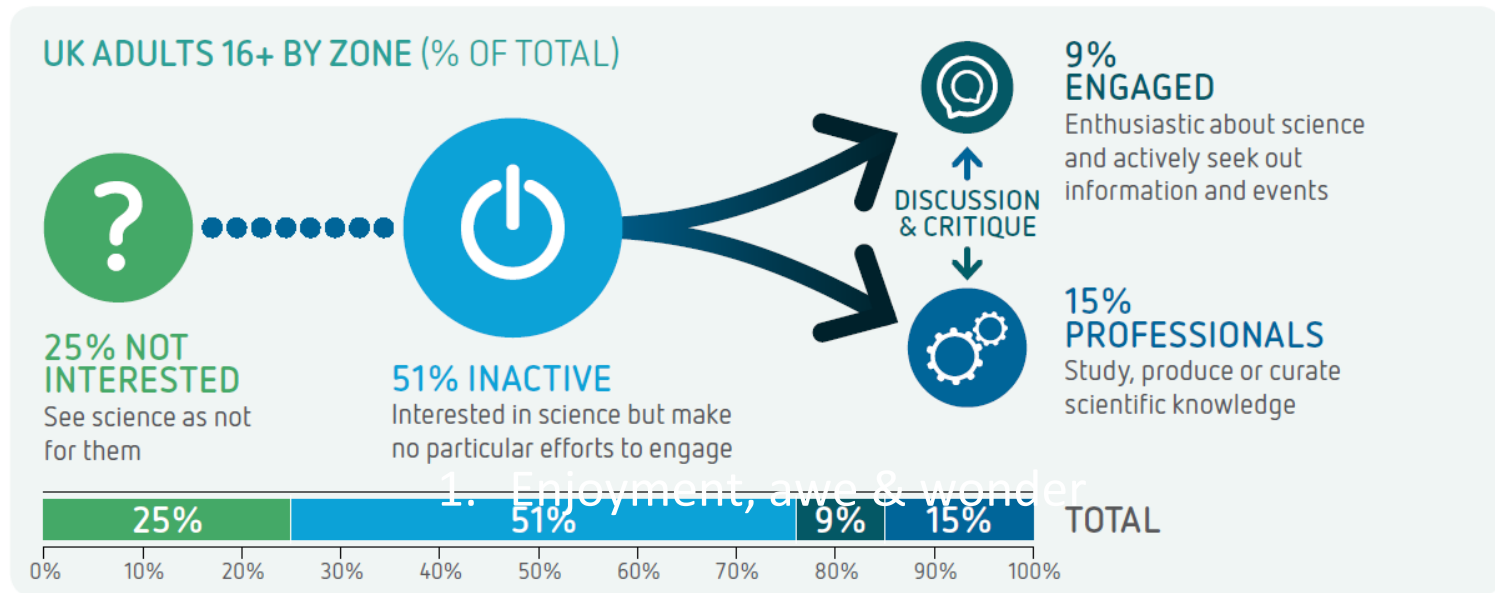 UK ADULTS 16+ BY ZONE (% OF TOTAL)
?
25% NOT
INTERESTED
See science as not
for them
51% INACTIVE
Interested in science but make
no particular efforts to engage
DISCUSSION
& CRITIQUE
9%
ENGAGED
Enthusiastic about science
and actively seek out
information and events
15%
PROFESSIONALS
Study, produce or curate
scientific knowledge
1. Enjoyment, awe & wonder
25% 51% 9% 15% TOTAL
0% 10% 20% 30% 40% 50% 60% 70% 80% 90% 100%